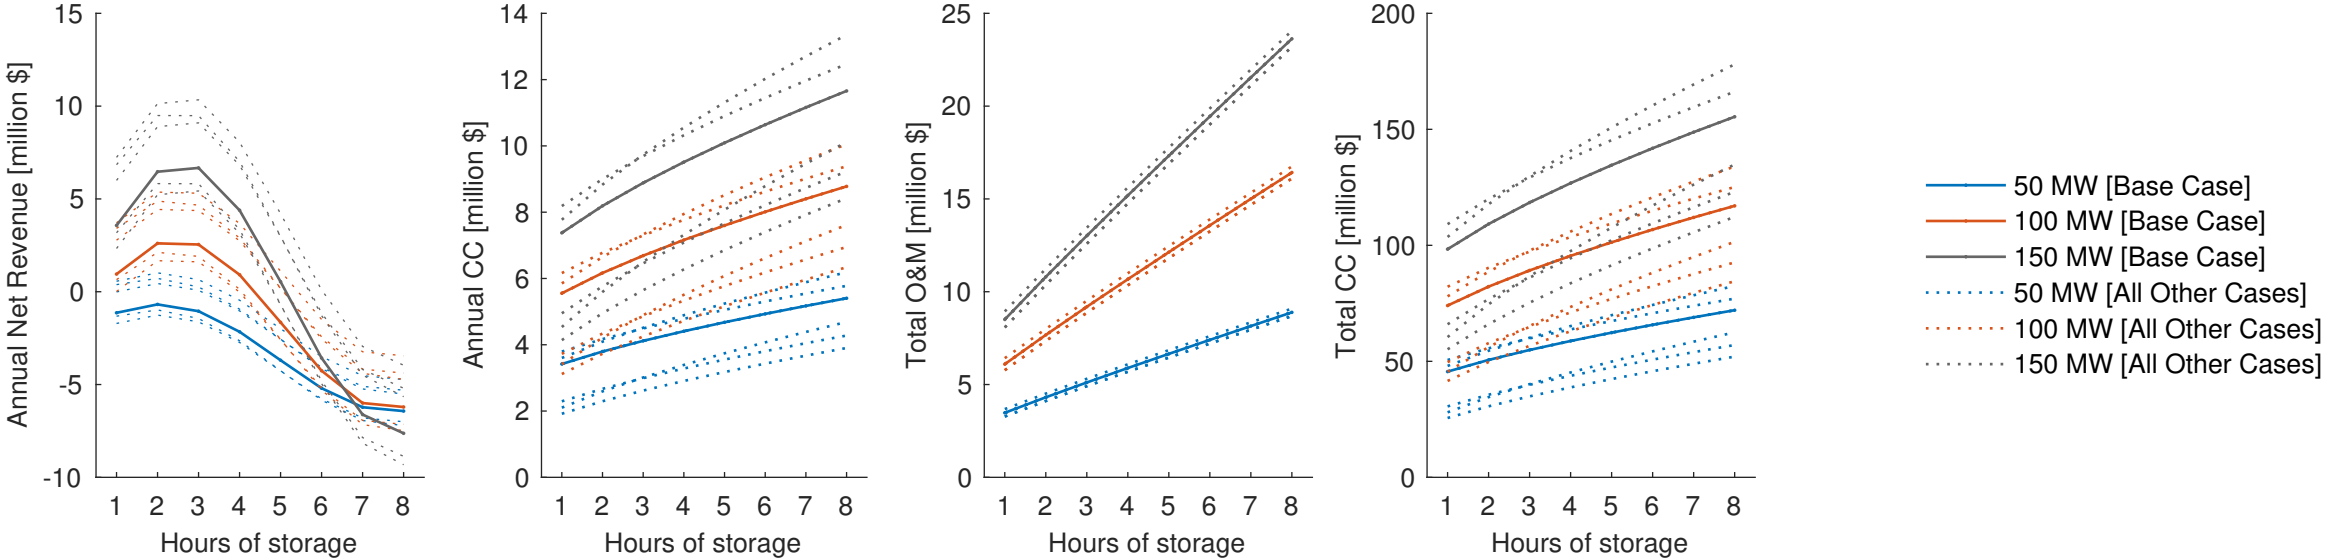 Annual Net Revenue [million $]
15
10
5
0
-5
-10
1 2 3 4 5 6 7 8
Hours of storage
Annual CC [million $]
14
12
10
8
6
4
2
0
1 2 3 4 5 6 7 8
Hours of storage
Total O&M [million $]
25
20
15
10
5
0
1 2 3 4 5 6 7 8
Hours of storage
Total CC [million $]
200
150
100
50
0
1 2 3 4 5 6 7 8
Hours of storage
50 MW [Base Case]
100 MW [Base Case]
150 MW [Base Case]
50 MW [All Other Cases]
100 MW [All Other Cases]
150 MW [All Other Cases]